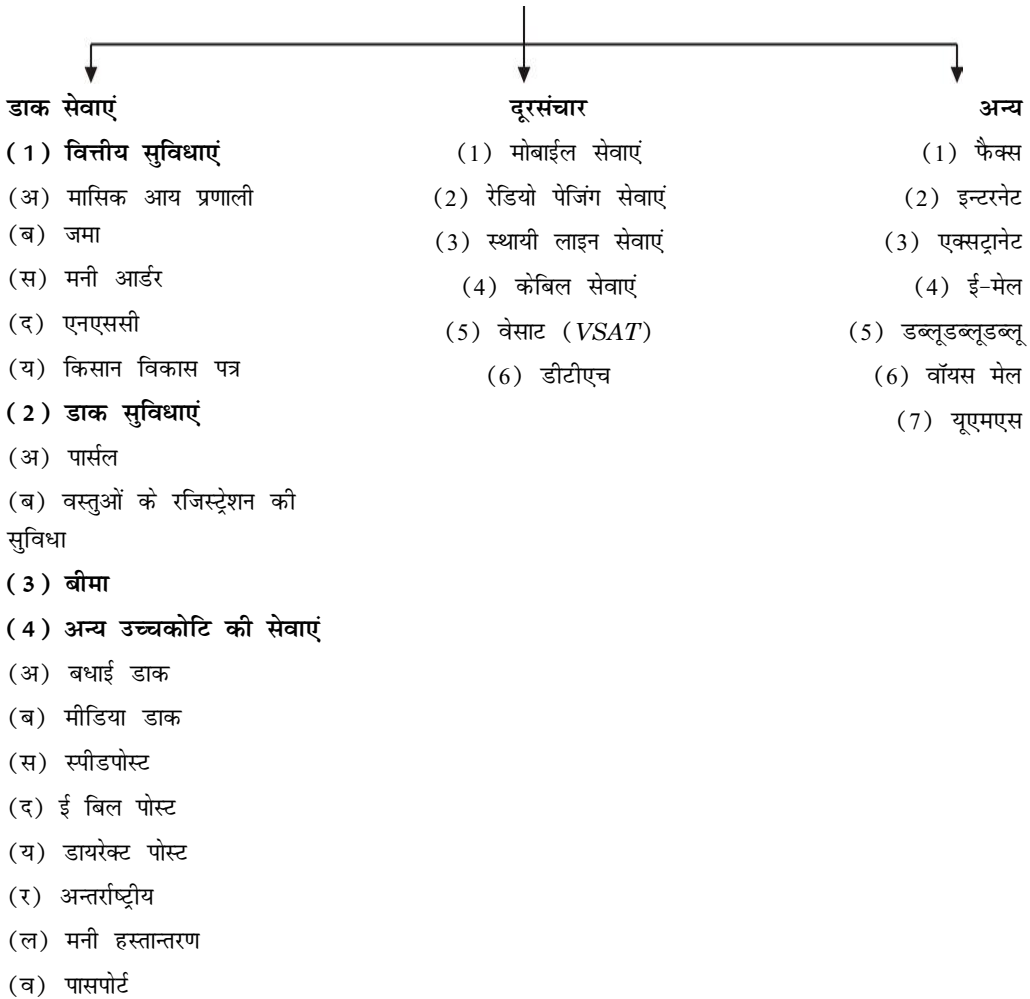 डाक सेवाएं
(1) वित्तीय सुविधाएं
(अ) मासिक आय प्रणाली
(ब) जमा
(स) मनी आर्डर
(द) एनएससी
(य) किसान विकास पत्र
(2) डाक सुविधाएं
(अ) पार्सल
(ब) वस्तुओं के रजिस्ट्रेशन की
सुविधा
(3) बीमा
(4) अन्य उच्चकोटि की सेवाएं
(अ) बधाई डाक
(ब) मीडिया डाक
(स) स्पीडपोस्ट
(द) ई बिल पोस्ट
(य) डायरेक्ट पोस्ट
(र) अन्तर्राष्ट्रीय
(ल) मनी हस्तान्तरण
(व) पासपोर्ट
दूरसंचार
(1) मोबाईल सेवाएं
(2) रेडियो पेजिंग सेवाएं
(3) स्थायी लाइन सेवाएं
(4) केबिल सेवाएं
(5) वेसाट (VSAT)
(6) डीटीएच
अन्य
(1) फैक्स
(2) इन्टरनेट
(3) एक्सट्रानेट
(4) ई-मेल
(5) डब्लूडब्लूडब्लू
(6) वॉयस मेल
(7) यूएमएस